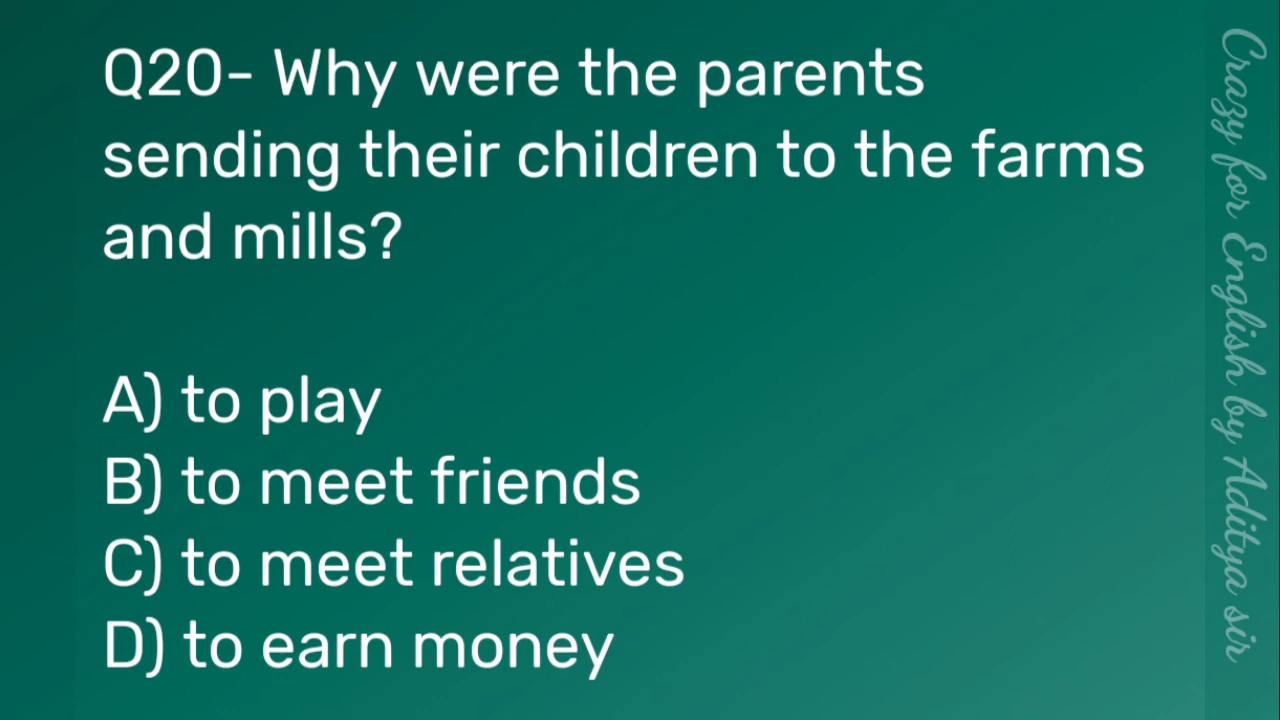 Q20- Why were the parents
sending their children to the farms
and mills?
A) to play
B) to meet friends
C) to meet relatives
D) to earn money
Crazy for English by Aditya sir